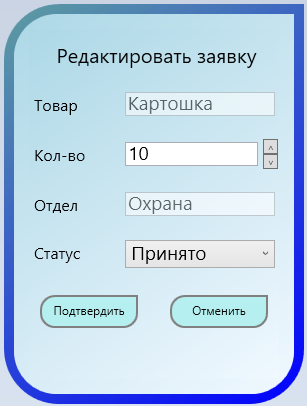 Редактировать заявку
Товар Картошка
Кол-во 10
Отдел Охрана
Статус Принято
Подтвердить Отменить